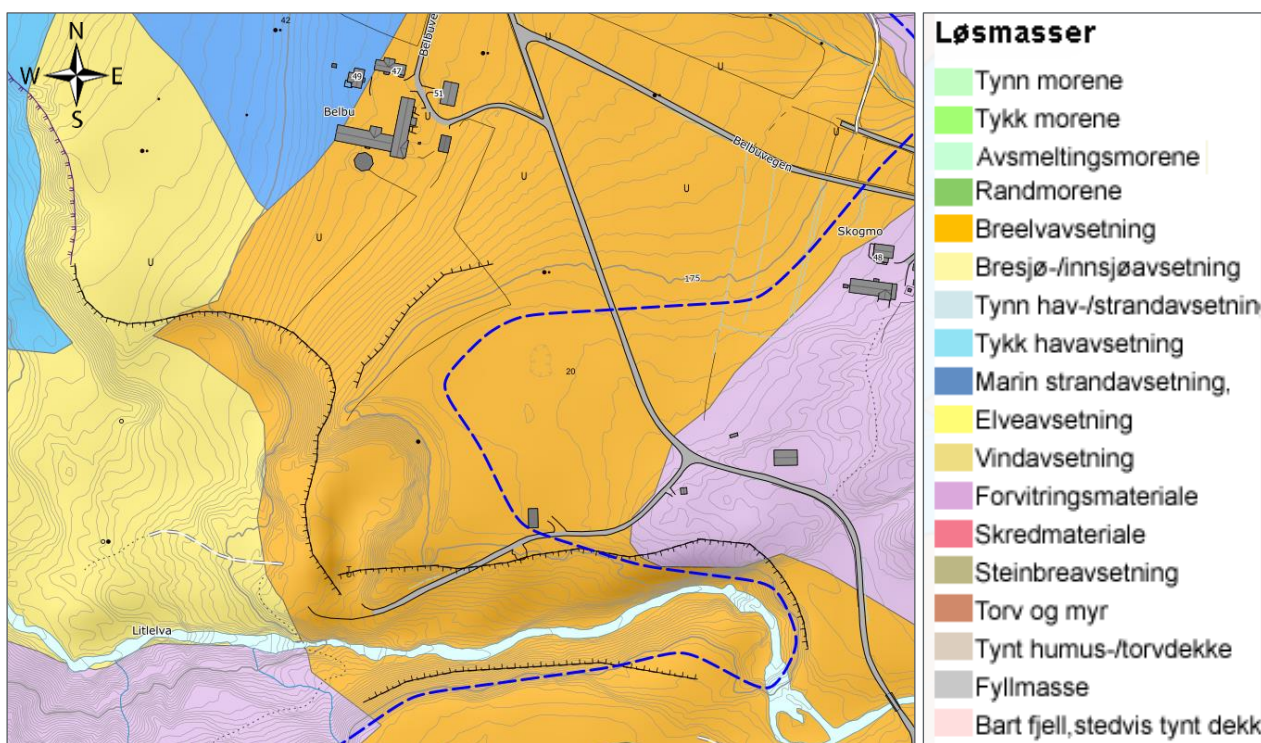 42
N
W E
S
Belbuve
49
47
51
Belbu
U
U
U
U
U
U
U
U
Belbuvegen
Skogmo
48
175
20
Litlelva
Løsmasser
Tynn morene
Tykk morene
Avsmeltingsmorene
Randmorene
Breelvavsetning
Bresjø-/innsjøavsetning
Tynn hav-/strandavsetnin
Tykk havavsetning
Marin strandavsetning,
Elveavsetning
Vindavsetning
Forvitringsmateriale
Skredmateriale
Steinbreavsetning
Torv og myr
Tynt humus-/torvdekke
Fyllmasse
Bart fjell,stedvis tynt dekk